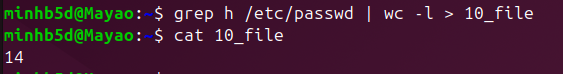 minhb5d@Mayao:~$ grep h /etc/passwd | wc -l > 10_file
minhb5d@Mayao:~$ cat 10_file
14